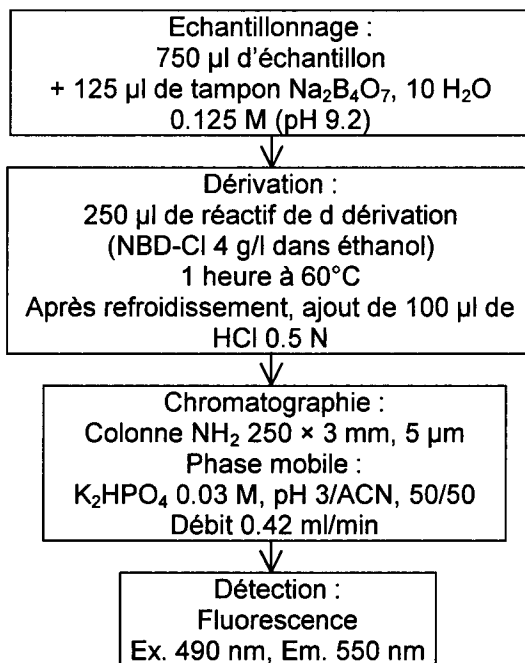 Echantillonnage :
750 µl d'échantillon
+ 125 µl de tampon Na₂B₄O₇, 10 H₂O
0.125 M (pH 9.2)
Dérivation :
250 µl de réactif de d dérivation
(NBD-Cl 4 g/l dans éthanol)
1 heure à 60°C
Après refroidissement, ajout de 100 µl de
HCl 0.5 N
Chromatographie :
Colonne NH₂ 250 × 3 mm, 5 µm
Phase mobile :
K₂HPO₄ 0.03 M, pH 3/ACN, 50/50
Débit 0.42 ml/min
Détection :
Fluorescence
Ex. 490 nm, Em. 550 nm